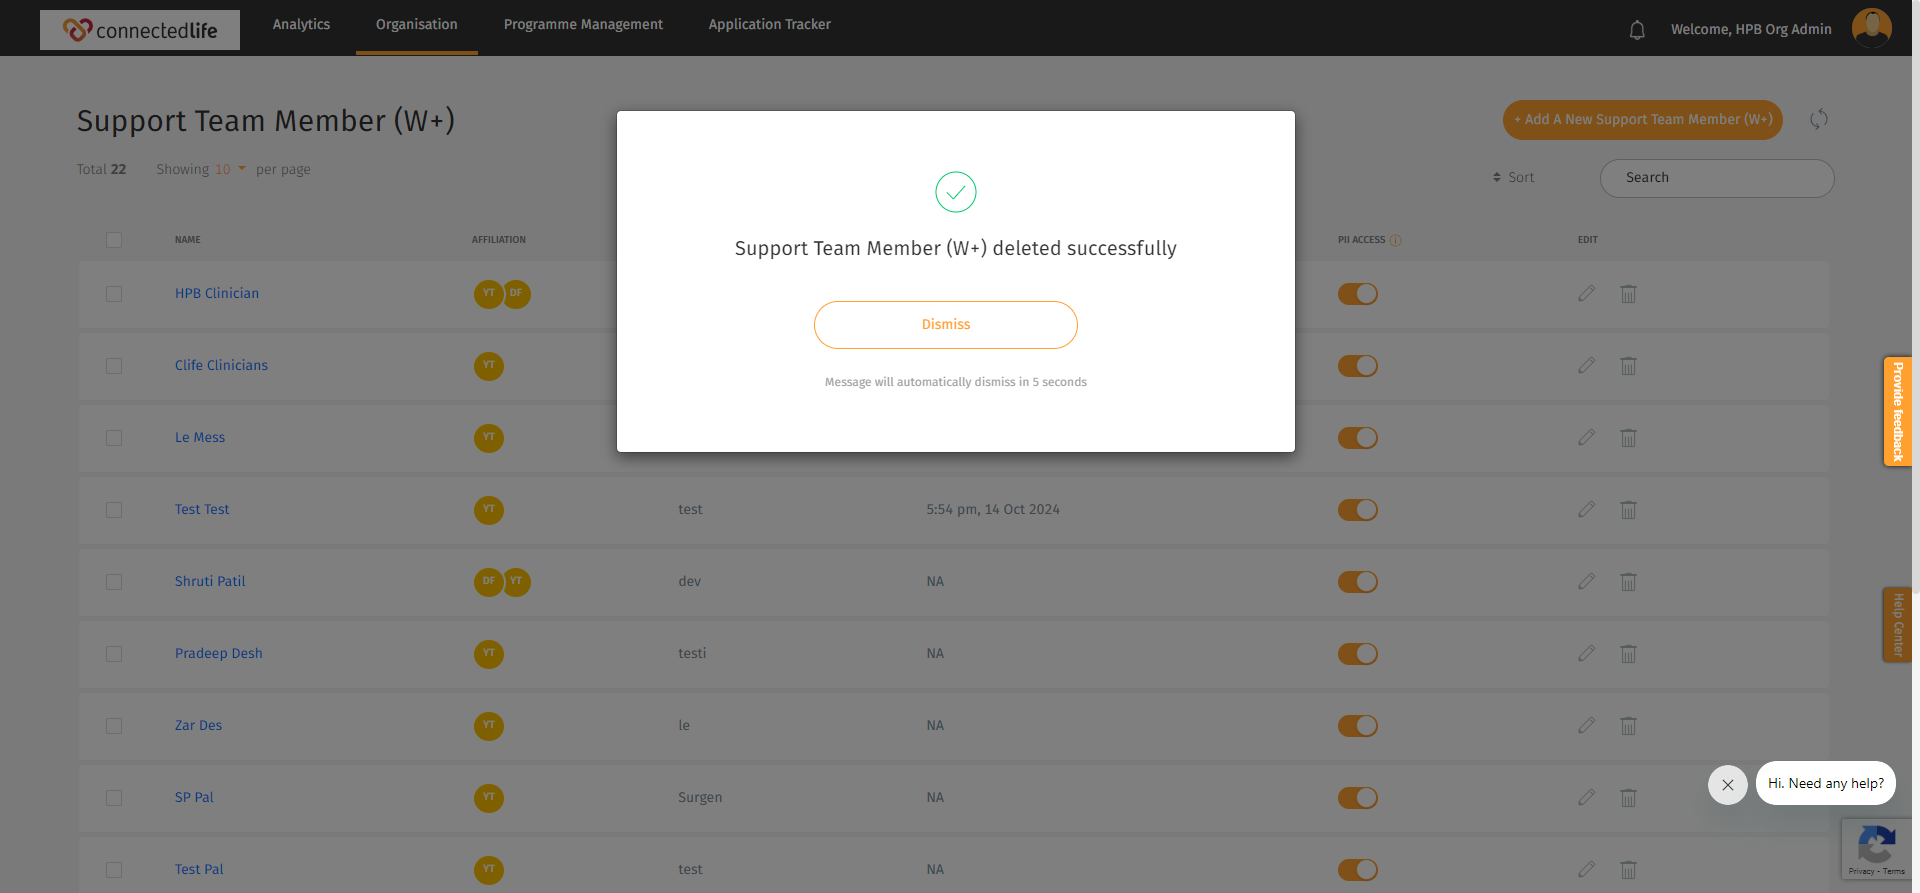 connectedlife
Analytics
Organisation
Programme Management
Application Tracker
Welcome, HPB Org Admin
Support Team Member (W+)
+ Add A New Support Team Member (W+)
Total 22
Showing 10 per page
Sort
Search
NAME
AFFILIATION
PII ACCESS
EDIT
Support Team Member (W+) deleted successfully
Dismiss
Message will automatically dismiss in 5 seconds
HPB Clinician YT DF
Clife Clinicians YT
Le Mess YT
Test Test YT test 5:54 pm, 14 Oct 2024
Shruti Patil DF YT dev NA
Pradeep Desh YT testi NA
Zar Des YT le NA
SP Pal YT Surgen NA
Test Pal YT test NA
Provide feedback
Help Center
Hi. Need any help?
Privacy - Terms